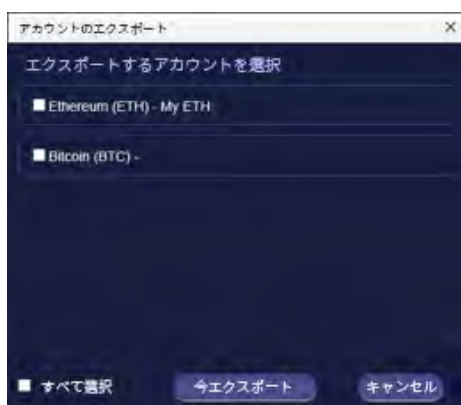 アカウントのエクスポート
エクスポートするアカウントを選択
Ethereum (ETH) - My ETH
Bitcoin (BTC) -
すべて選択
今エクスポート
キャンセル